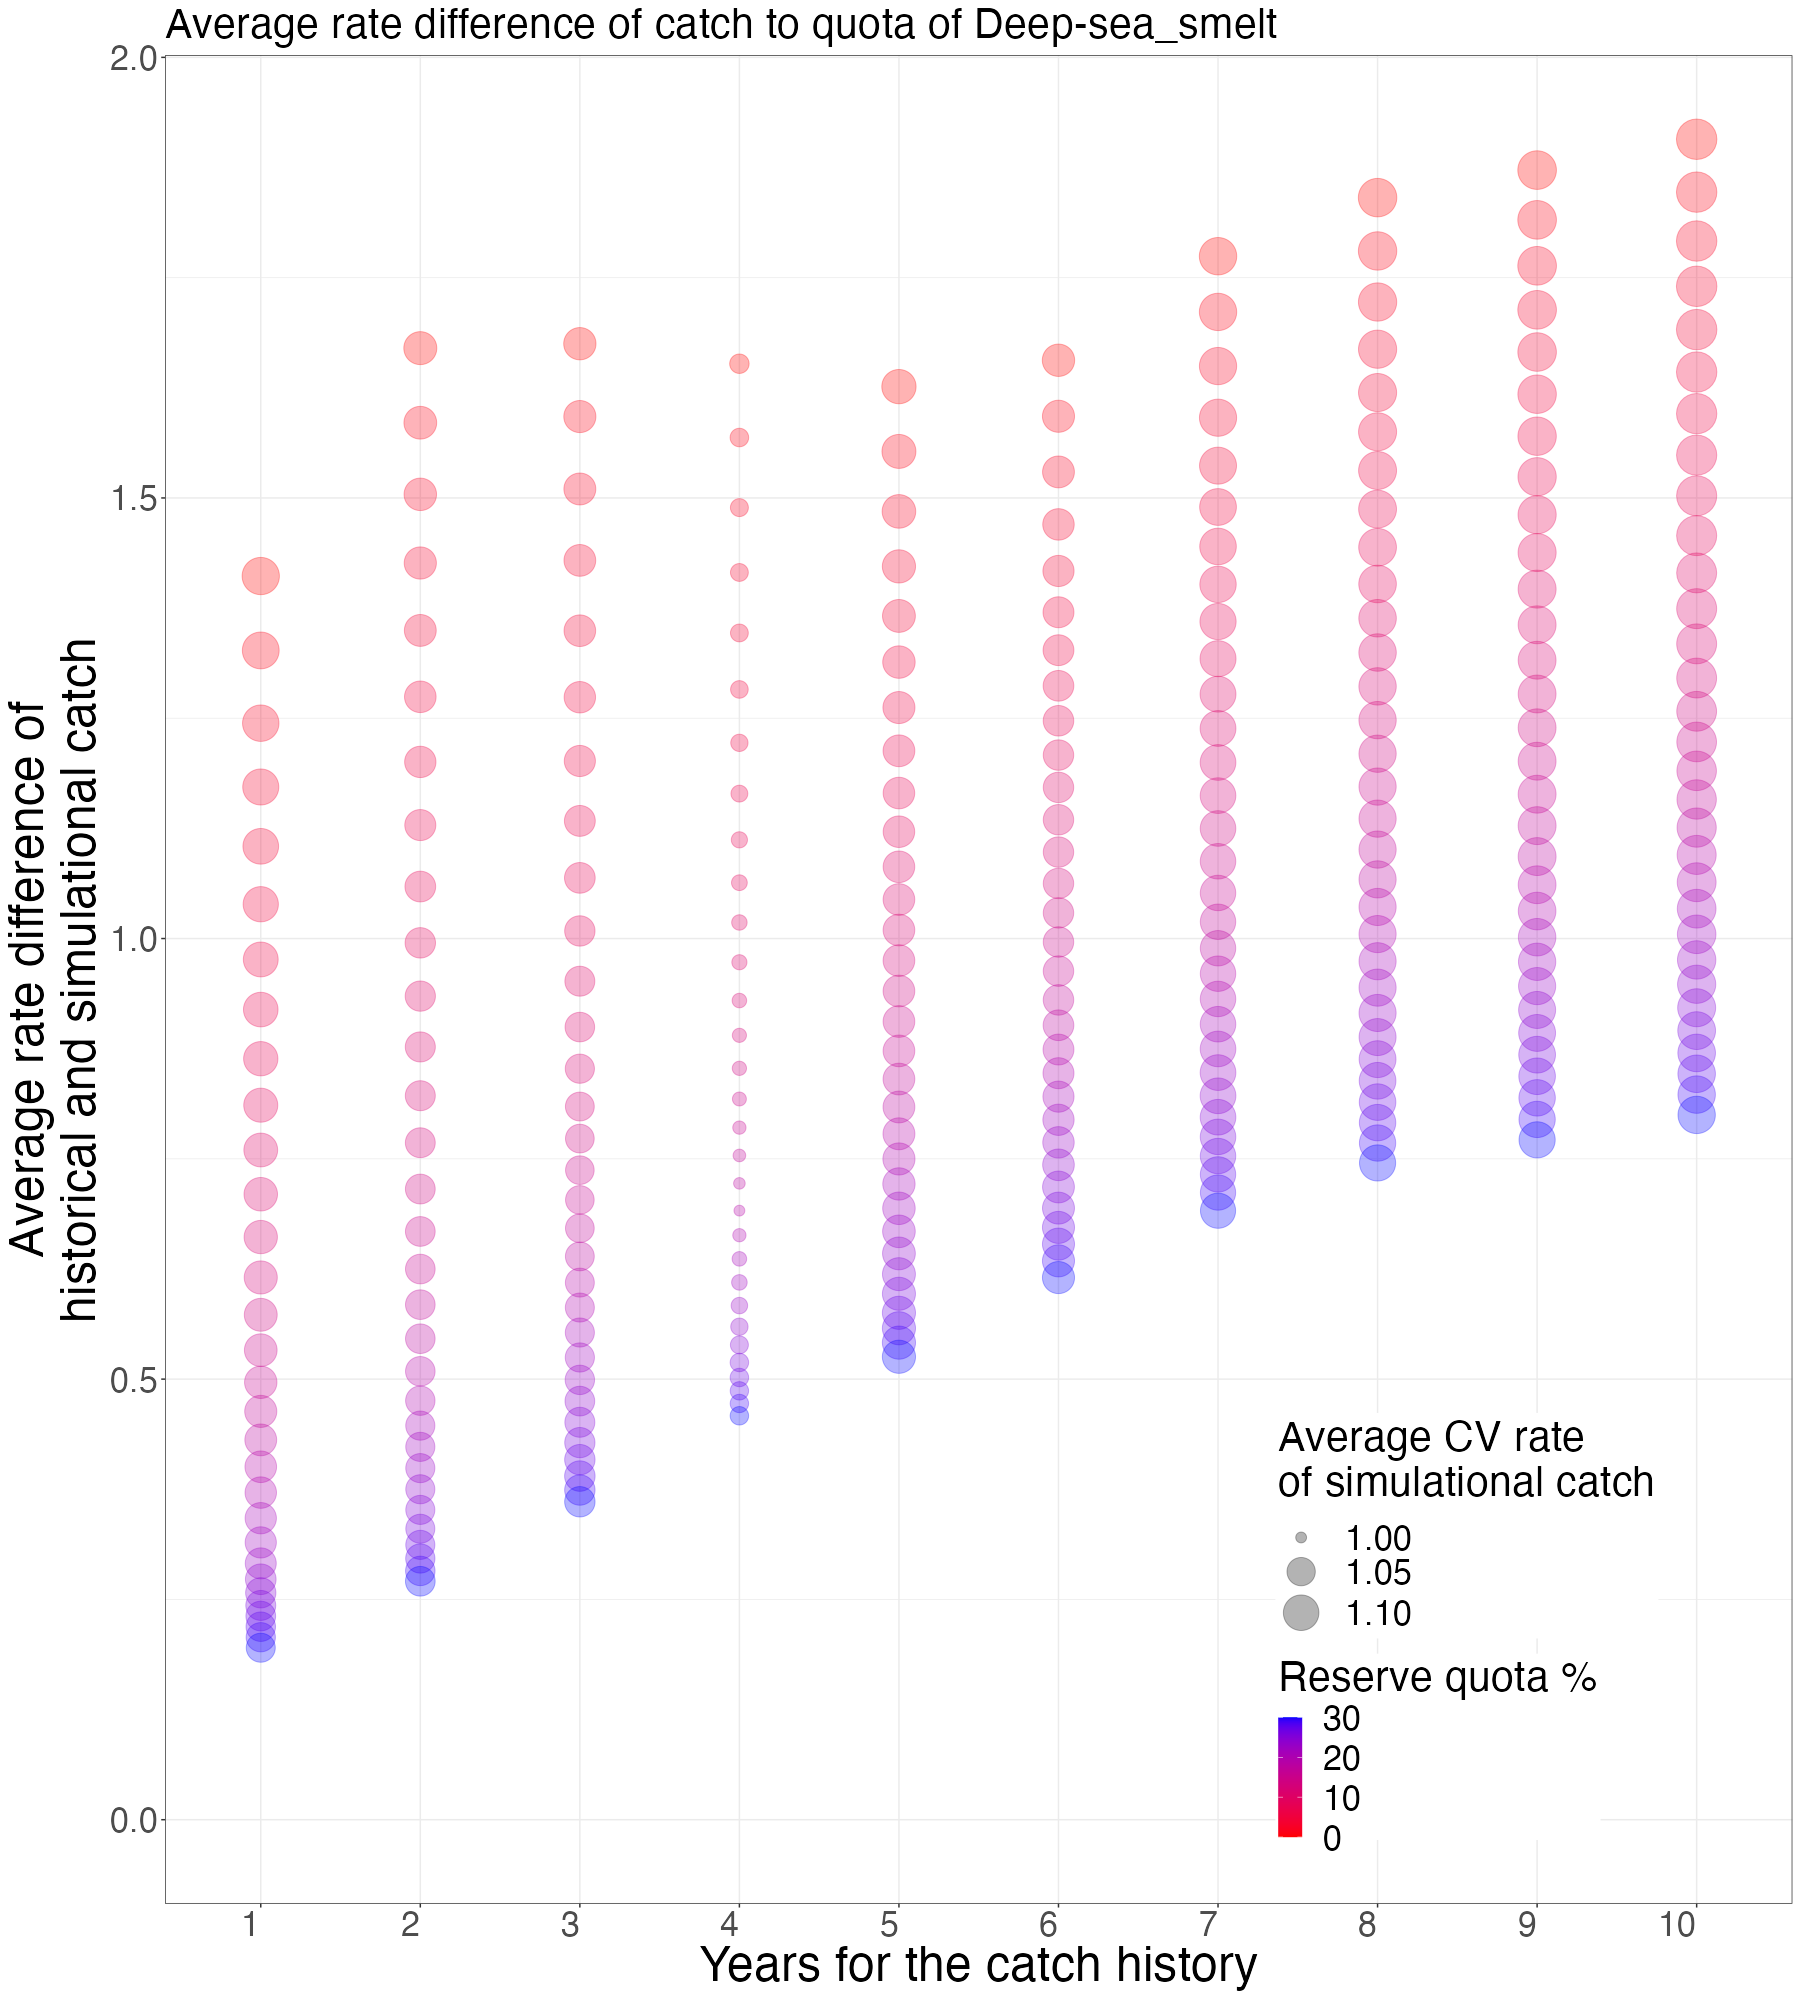 Average rate difference of catch to quota of Deep-sea_smelt
Average rate difference of
historical and simulational catch
2.0
1.5
1.0
0.5
0.0
Average CV rate
of simulational catch
1.00
1.05
1.10
Reserve quota %
30
20
10
0
1 2 3 4 5 6 7 8 9 10
Years for the catch history